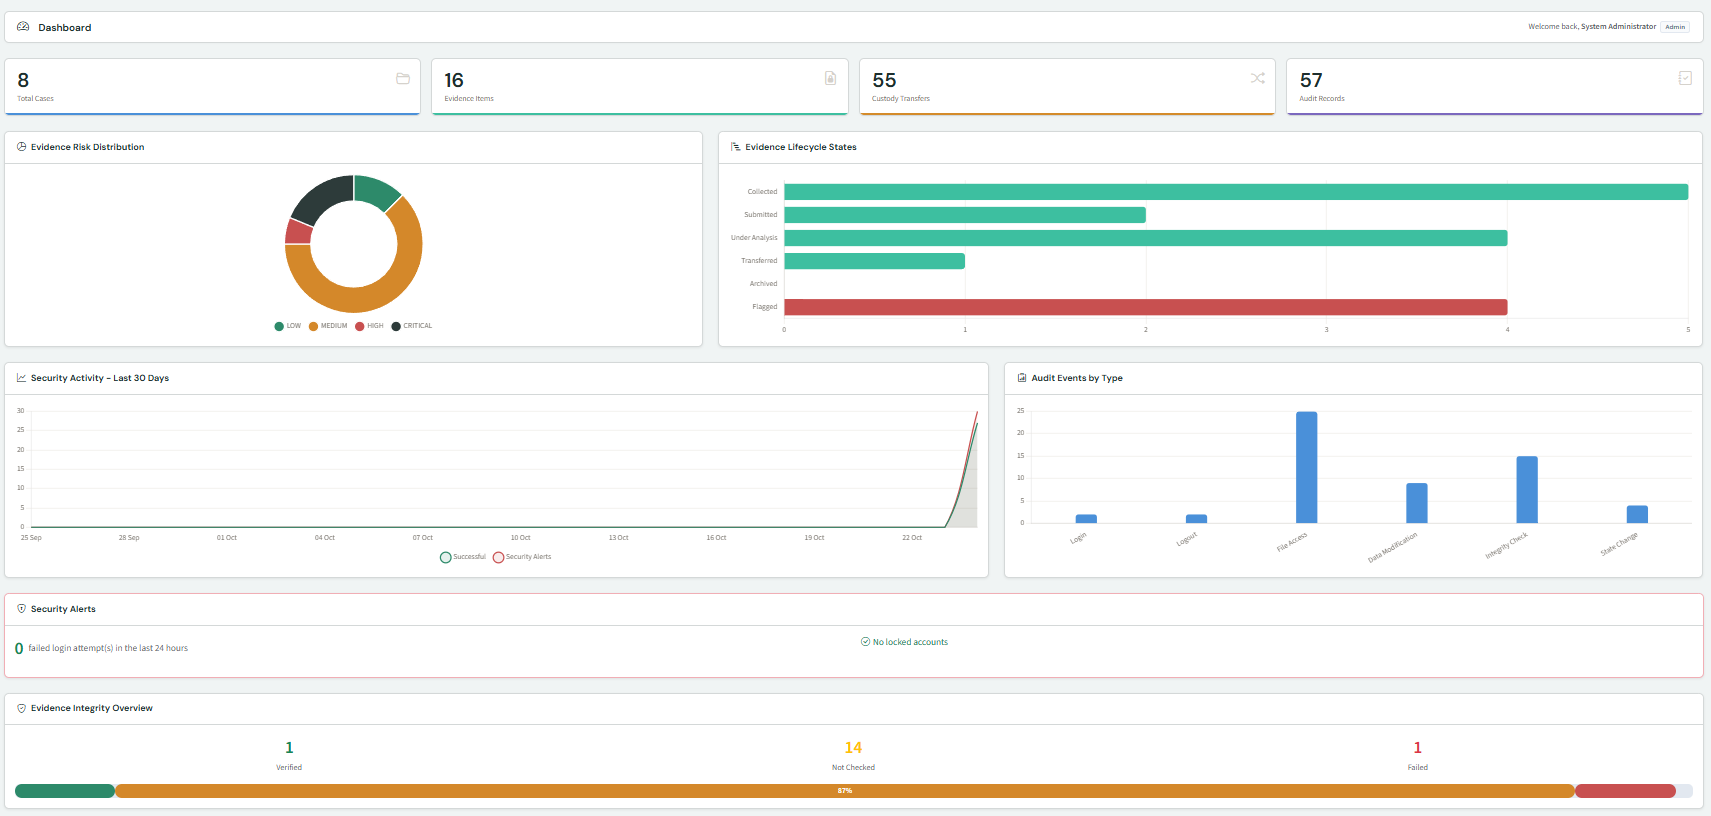 Dashboard
Welcome back, System Administrator Admin
8
Total Cases
16
Evidence Items
55
Custody Transfers
57
Audit Records
Evidence Risk Distribution
LOW MEDIUM HIGH CRITICAL
Evidence Lifecycle States
Collected
Submitted
Under Analysis
Transferred
Archived
Flagged
0 1 2 3 4 5
Security Activity - Last 30 Days
30
25
20
15
10
5
0
25 Sep 28 Sep 01 Oct 04 Oct 07 Oct 10 Oct 13 Oct 16 Oct 19 Oct 22 Oct
Successful Security Alerts
Audit Events by Type
25
20
15
10
5
0
Login Logout File Access Data Modification Integrity Check State Change
Security Alerts
0 failed login attempt(s) in the last 24 hours
No locked accounts
Evidence Integrity Overview
1
Verified
14
Not Checked
1
Failed
87%